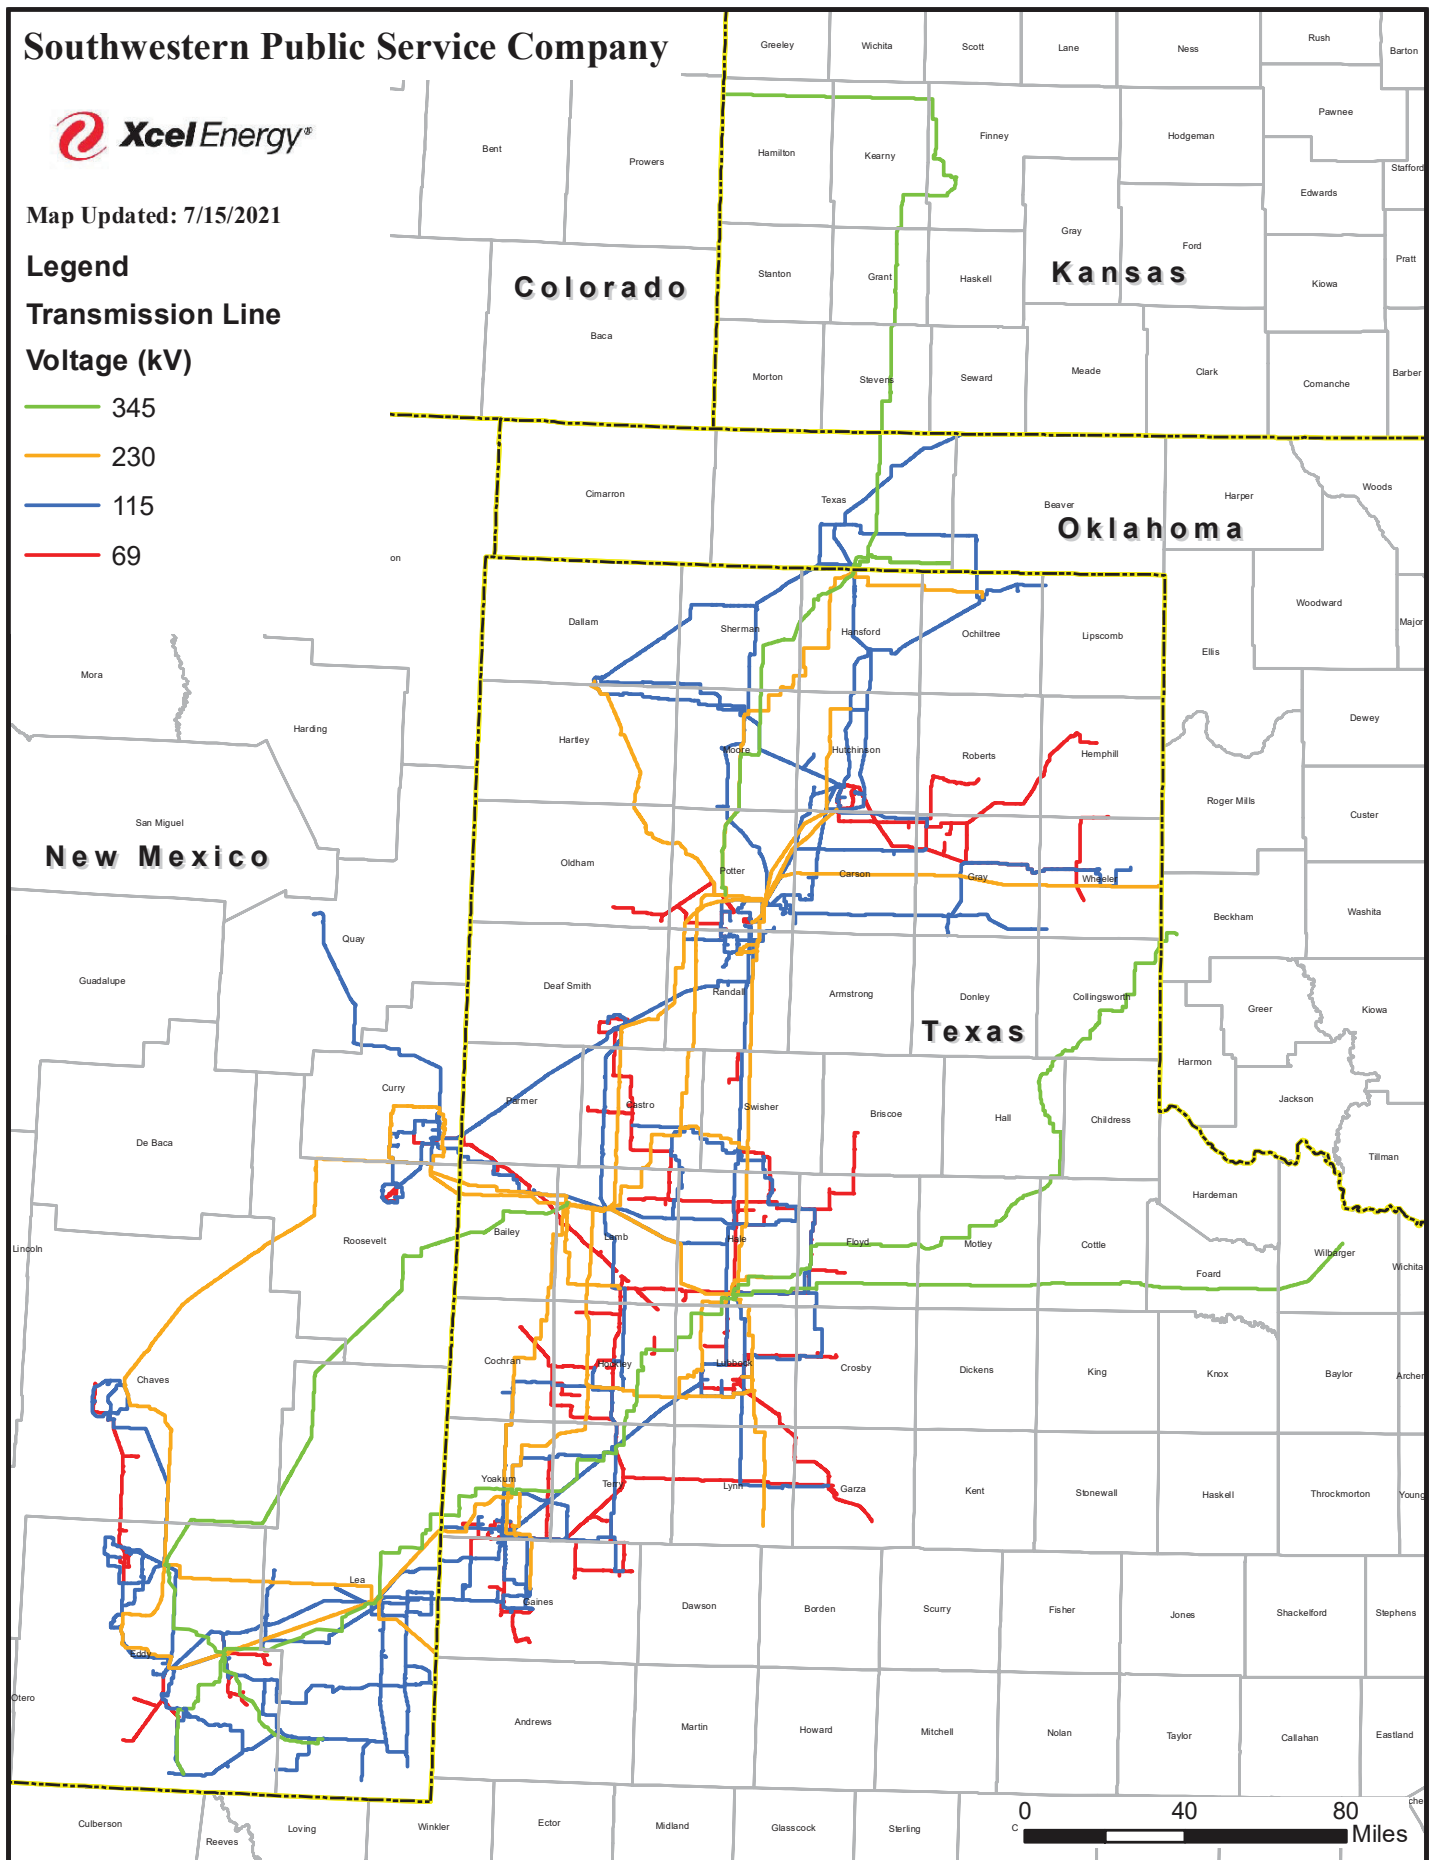 Southwestern Public Service Company
Xcel Energy®
Map Updated: 7/15/2021
Legend
Transmission Line
Voltage (kV)
345
230
115
69
Greeley
Wichita
Scott
Lane
Ness
Rush
Barton
Bent
Prowers
Hamilton
Kearny
Finney
Hodgeman
Pawnee
Stafford
Edwards
Gray
Ford
Pratt
Colorado
Stanton
Grant
Haskell
Kansas
Kiowa
Baca
Morton
Stevens
Seward
Meade
Clark
Comanche
Barber
Cimarron
Texas
Beaver
Oklahoma
Harper
Woods
on
Dallam
Sherman
Hansford
Ochiltree
Lipscomb
Ellis
Woodward
Major
Mora
Harding
Hartley
Moore
Hutchinson
Roberts
Hemphill
Dewey
San Miguel
Roger Mills
Custer
New Mexico
Oldham
Potter
Carson
Gray
Wheeler
Beckham
Washita
Quay
Guadalupe
Deaf Smith
Randall
Armstrong
Donley
Collingsworth
Greer
Kiowa
Texas
Harmon
Curry
Parmer
Castro
Swisher
Briscoe
Hall
Childress
Jackson
De Baca
Tillman
Hardeman
Lincoln
Roosevelt
Bailey
Lamb
Hale
Floyd
Motley
Cottle
Foard
Wilbarger
Wichita
Chaves
Cochran
Hockley
Lubbock
Crosby
Dickens
King
Knox
Baylor
Archer
Yoakum
Terry
Lynn
Garza
Kent
Stonewall
Haskell
Throckmorton
Young
Lea
Gaines
Dawson
Borden
Scurry
Fisher
Jones
Shackelford
Stephens
Eddy
Otero
Andrews
Martin
Howard
Mitchell
Nolan
Taylor
Callahan
Eastland
Culberson
Reeves
Loving
Winkler
Ector
Midland
Glasscock
Sterling
C
che
0 40 80
Miles